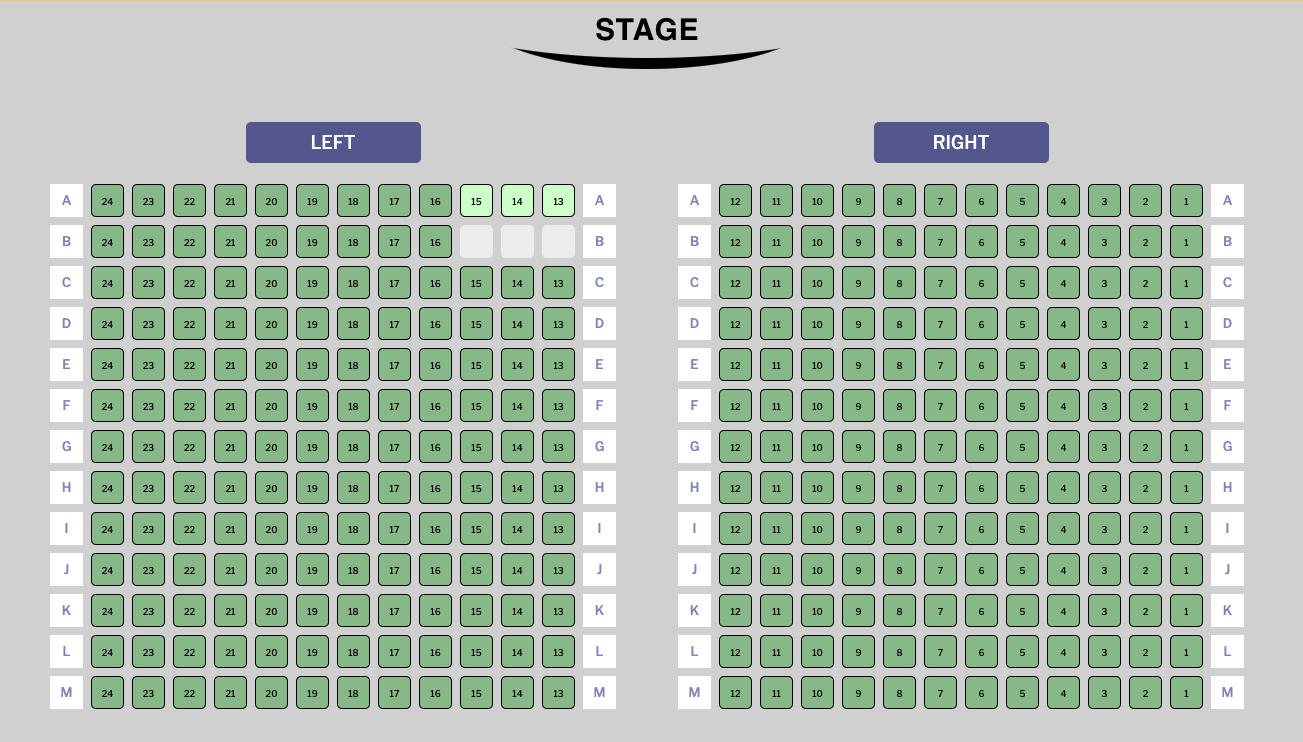 STAGE
LEFT RIGHT
A 24 23 22 21 20 19 18 17 16 15 14 13 A A 12 11 10 9 8 7 6 5 4 3 2 1 A
B 24 23 22 21 20 19 18 17 16 B B 12 11 10 9 8 7 6 5 4 3 2 1 B
C 24 23 22 21 20 19 18 17 16 15 14 13 C C 12 11 10 9 8 7 6 5 4 3 2 1 C
D 24 23 22 21 20 19 18 17 16 15 14 13 D D 12 11 10 9 8 7 6 5 4 3 2 1 D
E 24 23 22 21 20 19 18 17 16 15 14 13 E E 12 11 10 9 8 7 6 5 4 3 2 1 E
F 24 23 22 21 20 19 18 17 16 15 14 13 F F 12 11 10 9 8 7 6 5 4 3 2 1 F
G 24 23 22 21 20 19 18 17 16 15 14 13 G G 12 11 10 9 8 7 6 5 4 3 2 1 G
H 24 23 22 21 20 19 18 17 16 15 14 13 H H 12 11 10 9 8 7 6 5 4 3 2 1 H
I 24 23 22 21 20 19 18 17 16 15 14 13 I I 12 11 10 9 8 7 6 5 4 3 2 1 I
J 24 23 22 21 20 19 18 17 16 15 14 13 J J 12 11 10 9 8 7 6 5 4 3 2 1 J
K 24 23 22 21 20 19 18 17 16 15 14 13 K K 12 11 10 9 8 7 6 5 4 3 2 1 K
L 24 23 22 21 20 19 18 17 16 15 14 13 L L 12 11 10 9 8 7 6 5 4 3 2 1 L
M 24 23 22 21 20 19 18 17 16 15 14 13 M M 12 11 10 9 8 7 6 5 4 3 2 1 M